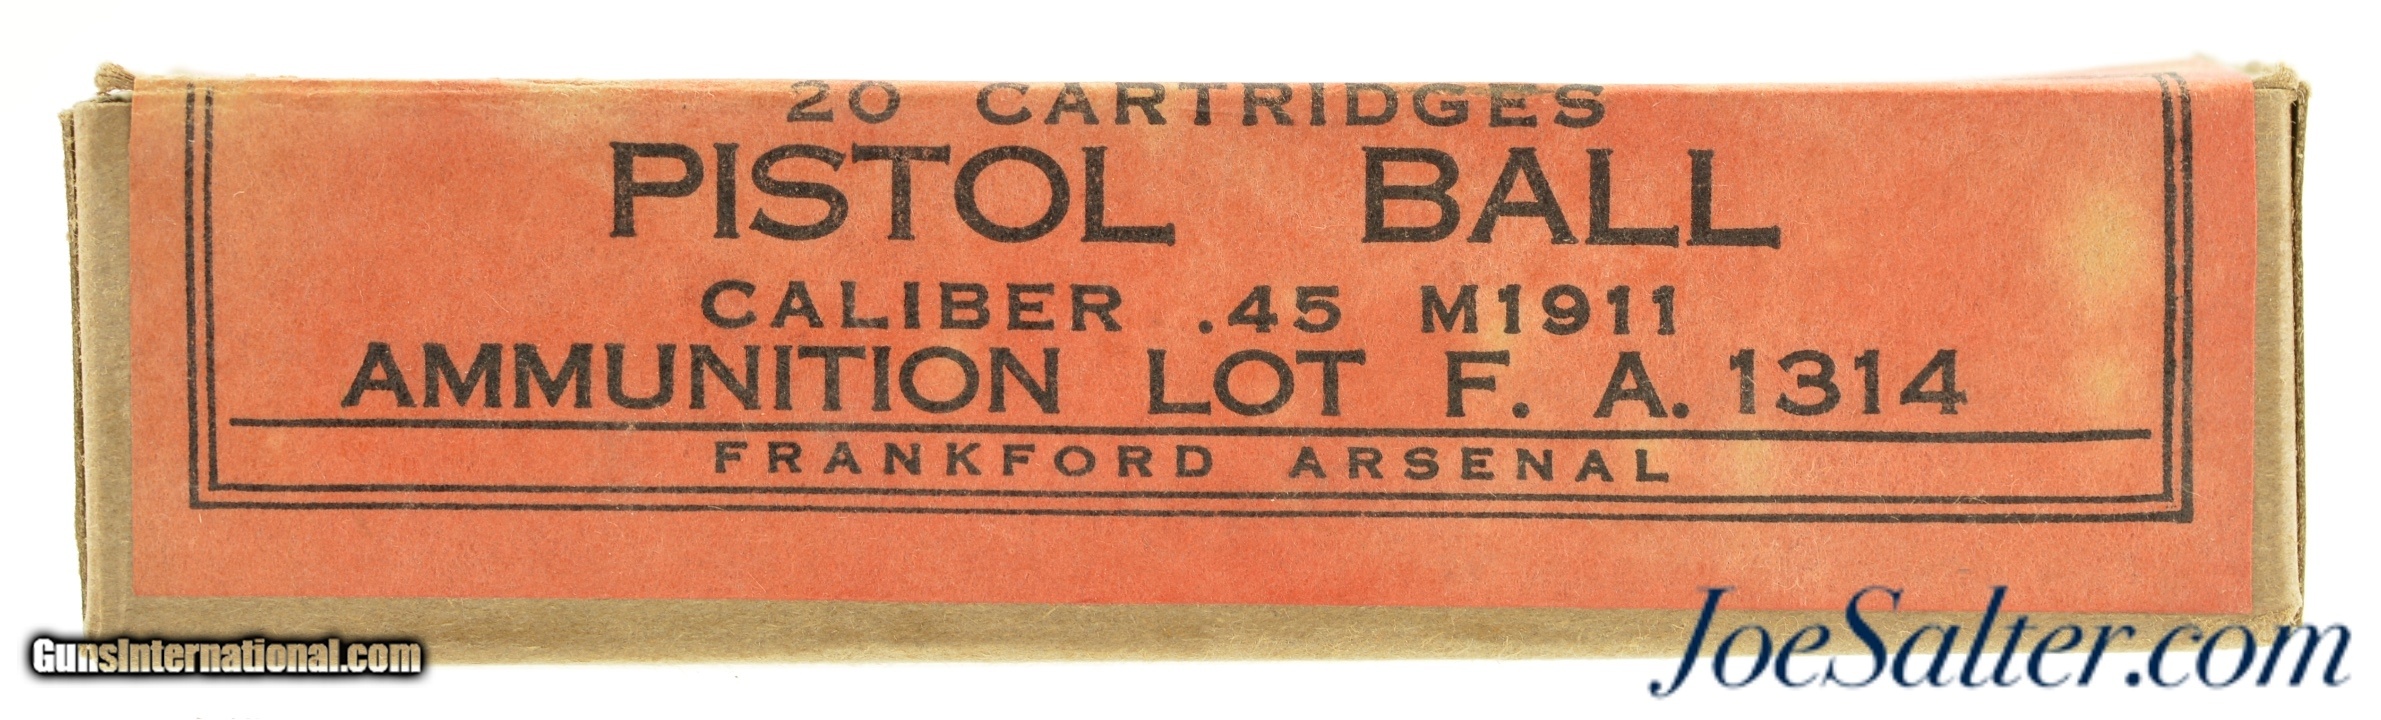 20 CARTRIDGES
PISTOL BALL
CALIBER .45 M1911
AMMUNITION LOT F. A. 1314
FRANKFORD ARSENAL
GunsInternational.com
JoeSalter.com